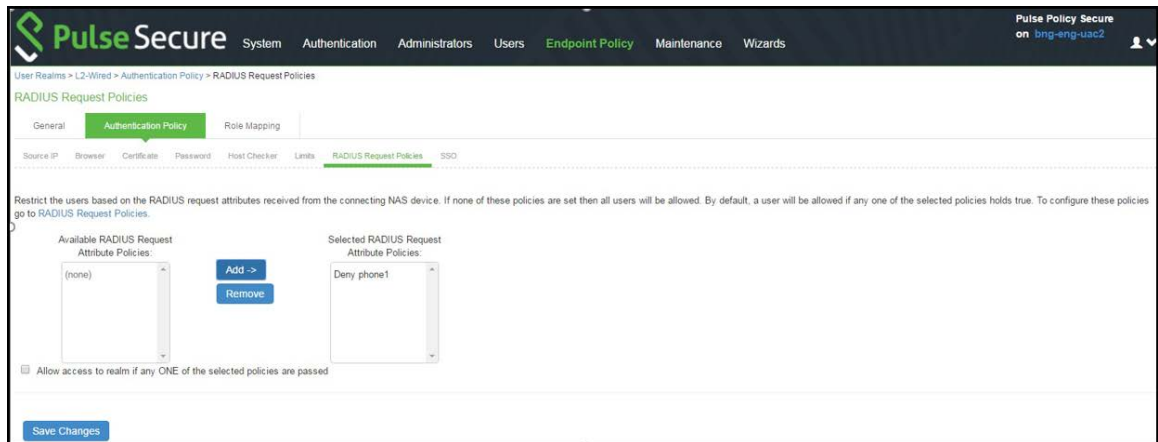 Pulse Secure
System Authentication Administrators Users Endpoint Policy Maintenance Wizards
Pulse Policy Secure
on bng-eng-uac2
User Realms > L2-Wired > Authentication Policy > RADIUS Request Policies
RADIUS Request Policies
General Authentication Policy Role Mapping
Source IP Browser Certificate Password Host Checker Limits RADIUS Request Policies SSO
Restrict the users based on the RADIUS request attributes received from the connecting NAS device. If none of these policies are set then all users will be allowed. By default, a user will be allowed if any one of the selected policies holds true. To configure these policies
go to RADIUS Request Policies.
Available RADIUS Request
Attribute Policies:
(none)
Add ->
Remove
Selected RADIUS Request
Attribute Policies:
Deny phone1
Allow access to realm if any ONE of the selected policies are passed
Save Changes